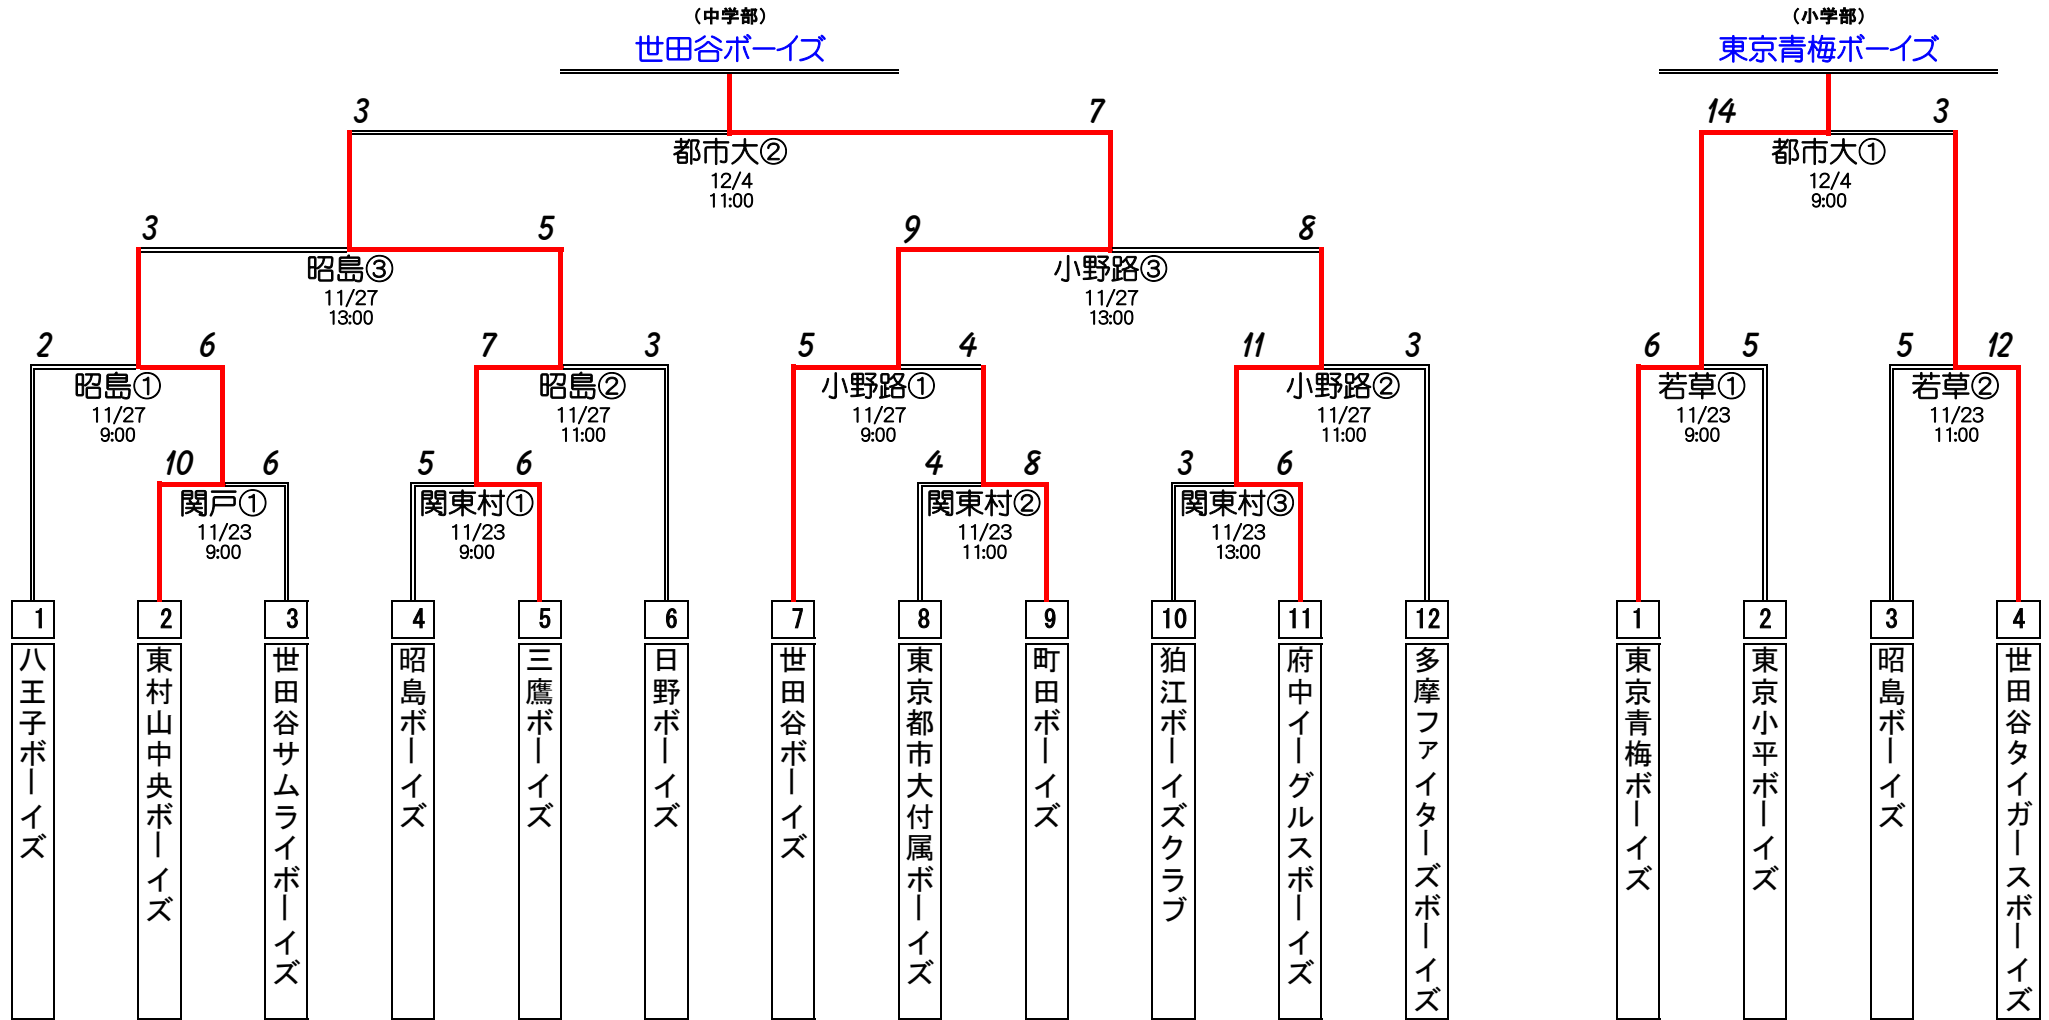 （中学部）
世田谷ボーイズ
3 7
都市大②
12/4
11:00
3 5 9 8
昭島③ 小野路③
11/27 11/27
13:00 13:00
2 6 7 3 5 4 11 3
昭島① 昭島② 小野路① 小野路②
11/27 11/27 11/27 11/27
9:00 11:00 9:00 11:00
10 6 5 6 4 8 3 6
関戸① 関東村① 関東村② 関東村③
11/23 11/23 11/23 11/23
9:00 9:00 11:00 13:00
1 2 3 4 5 6 7 8 9 10 11 12
八王子ボーイズ
東村山中央ボーイズ
世田谷サムライボーイズ
昭島ボーイズ
三鷹ボーイズ
日野ボーイズ
世田谷ボーイズ
東京都市大付属ボーイズ
町田ボーイズ
狛江ボーイズクラブ
府中イーグルスボーイズ
多摩ファイターズボーイズ
（小学部）
東京青梅ボーイズ
14 3
都市大①
12/4
9:00
6 5 5 12
若草① 若草②
11/23 11/23
9:00 11:00
1 2 3 4
東京青梅ボーイズ
東京小平ボーイズ
昭島ボーイズ
世田谷タイガースボーイズ